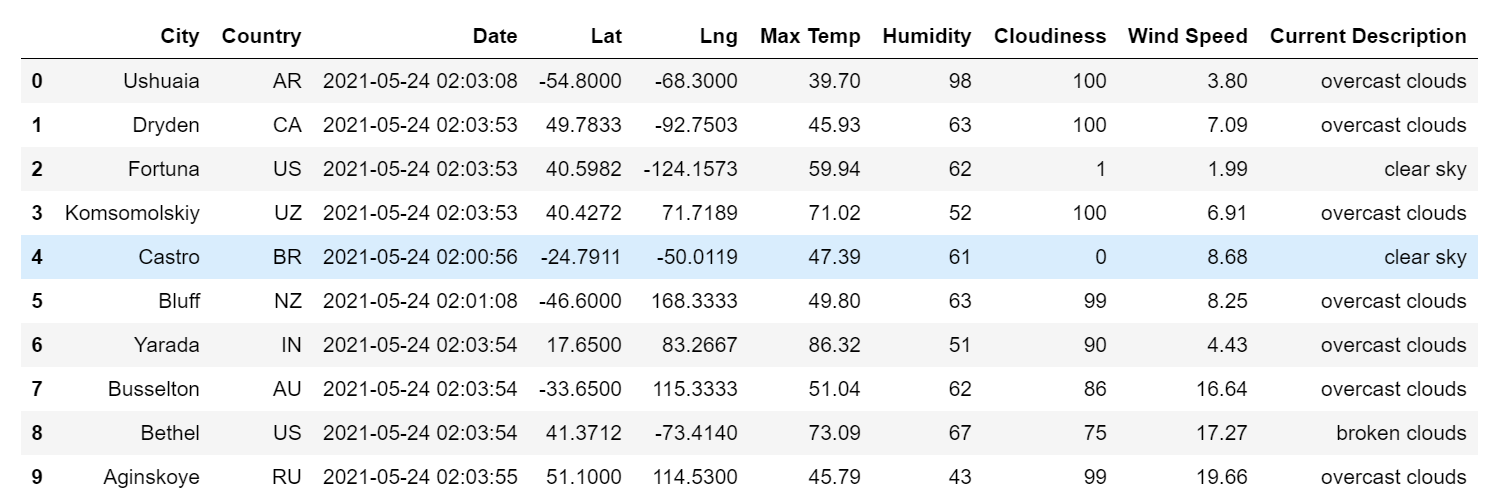 City Country Date Lat Lng Max Temp Humidity Cloudiness Wind Speed Current Description
0 Ushuaia AR 2021-05-24 02:03:08 -54.8000 -68.3000 39.70 98 100 3.80 overcast clouds
1 Dryden CA 2021-05-24 02:03:53 49.7833 -92.7503 45.93 63 100 7.09 overcast clouds
2 Fortuna US 2021-05-24 02:03:53 40.5982 -124.1573 59.94 62 1 1.99 clear sky
3 Komsomolskiy UZ 2021-05-24 02:03:53 40.4272 71.7189 71.02 52 100 6.91 overcast clouds
4 Castro BR 2021-05-24 02:00:56 -24.7911 -50.0119 47.39 61 0 8.68 clear sky
5 Bluff NZ 2021-05-24 02:01:08 -46.6000 168.3333 49.80 63 99 8.25 overcast clouds
6 Yarada IN 2021-05-24 02:03:54 17.6500 83.2667 86.32 51 90 4.43 overcast clouds
7 Busselton AU 2021-05-24 02:03:54 -33.6500 115.3333 51.04 62 86 16.64 overcast clouds
8 Bethel US 2021-05-24 02:03:54 41.3712 -73.4140 73.09 67 75 17.27 broken clouds
9 Aginskoye RU 2021-05-24 02:03:55 51.1000 114.5300 45.79 43 99 19.66 overcast clouds